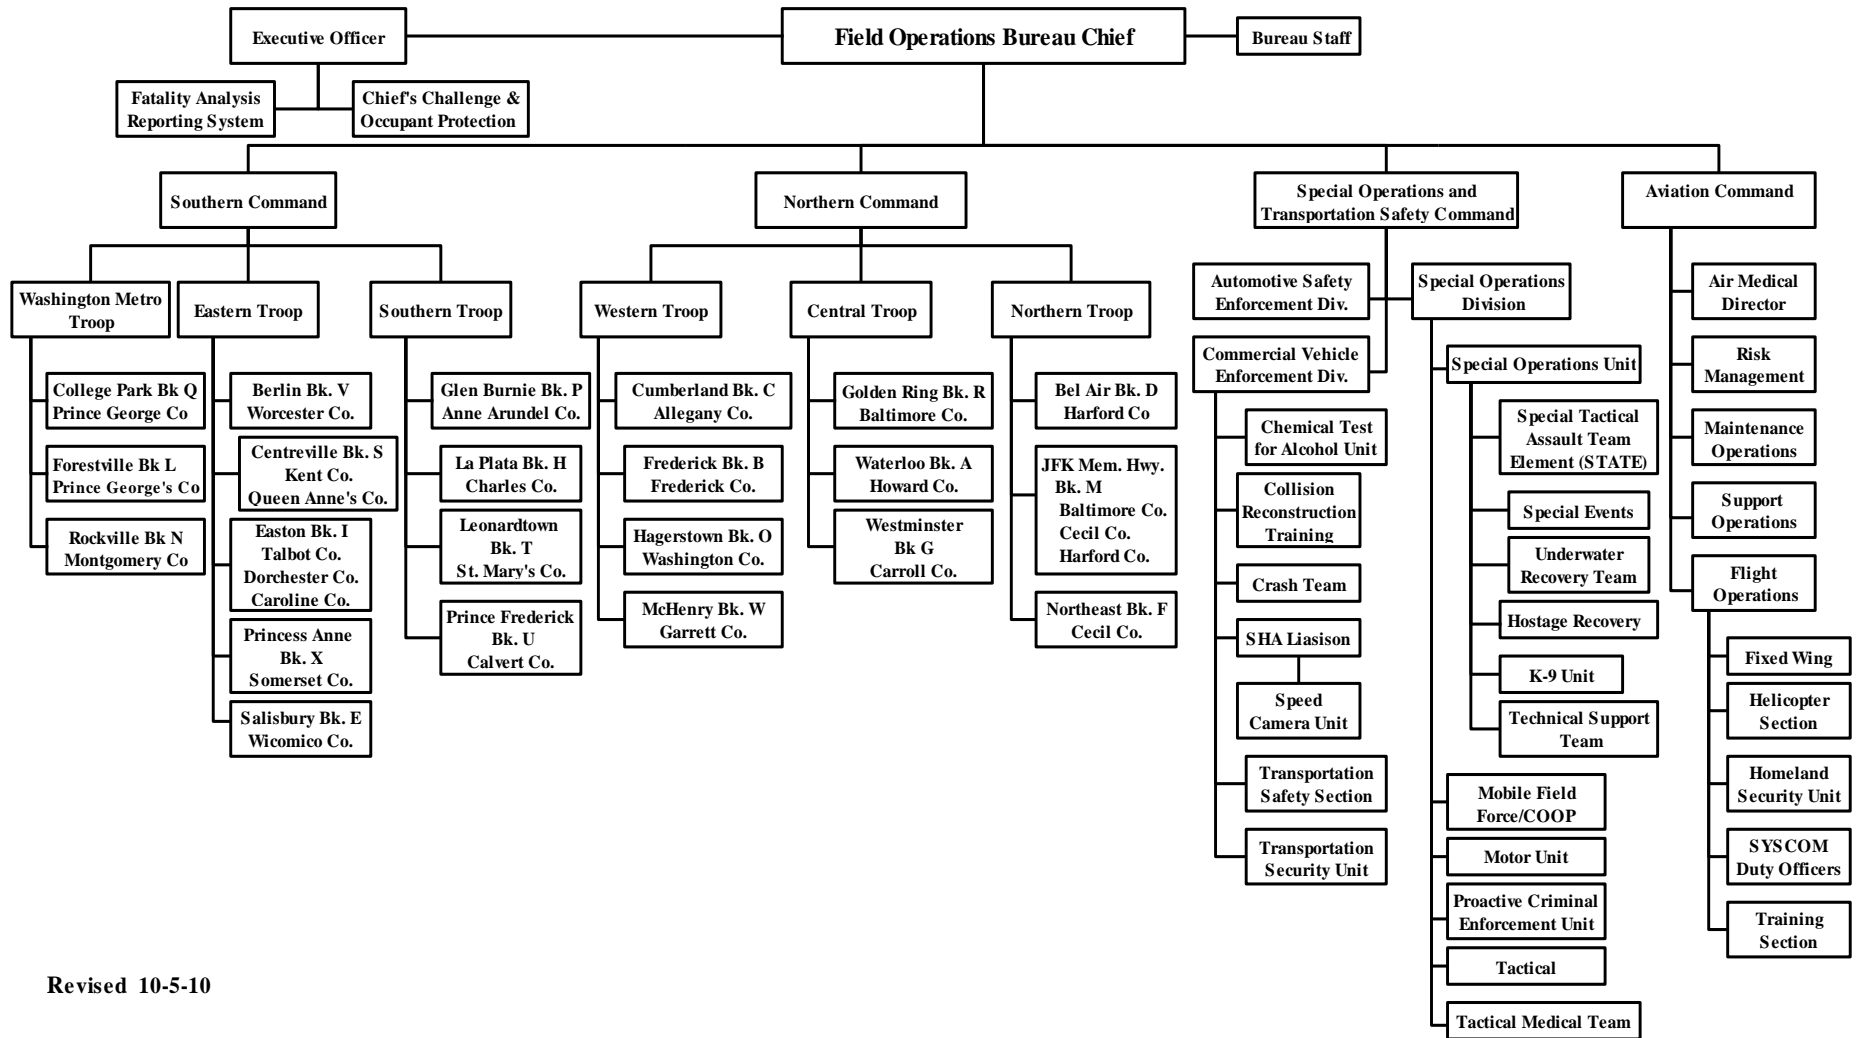 Executive Officer
Field Operations Bureau Chief
Bureau Staff
Fatality Analysis
Reporting System
Chief's Challenge &
Occupant Protection
Southern Command
Northern Command
Special Operations and
Transportation Safety Command
Aviation Command
Washington Metro
Troop
Eastern Troop
Southern Troop
Western Troop
Central Troop
Northern Troop
College Park Bk Q
Prince George Co
Forestville Bk L
Prince George's Co
Rockville Bk N
Montgomery Co
Berlin Bk. V
Worcester Co.
Centreville Bk. S
Kent Co.
Queen Anne's Co.
Easton Bk. I
Talbot Co.
Dorchester Co.
Caroline Co.
Princess Anne
Bk. X
Somerset Co.
Salisbury Bk. E
Wicomico Co.
Glen Burnie Bk. P
Anne Arundel Co.
La Plata Bk. H
Charles Co.
Leonardtown
Bk. T
St. Mary's Co.
Prince Frederick
Bk. U
Calvert Co.
Cumberland Bk. C
Allegany Co.
Frederick Bk. B
Frederick Co.
Hagerstown Bk. O
Washington Co.
McHenry Bk. W
Garrett Co.
Golden Ring Bk. R
Baltimore Co.
Waterloo Bk. A
Howard Co.
Westminster
Bk G
Carroll Co.
Bel Air Bk. D
Harford Co
JFK Mem. Hwy.
Bk. M
Baltimore Co.
Cecil Co.
Harford Co.
Northeast Bk. F
Cecil Co.
Automotive Safety
Enforcement Div.
Commercial Vehicle
Enforcement Div.
Chemical Test
for Alcohol Unit
Collision
Reconstruction
Training
Crash Team
SHA Liasison
Speed
Camera Unit
Transportation
Safety Section
Transportation
Security Unit
Special Operations
Division
Special Operations Unit
Special Tactical
Assault Team
Element (STATE)
Special Events
Underwater
Recovery Team
Hostage Recovery
K-9 Unit
Technical Support
Team
Mobile Field
Force/COOP
Motor Unit
Proactive Criminal
Enforcement Unit
Tactical
Tactical Medical Team
Air Medical
Director
Risk
Management
Maintenance
Operations
Support
Operations
Flight
Operations
Fixed Wing
Helicopter
Section
Homeland
Security Unit
SYSCOM
Duty Officers
Training
Section
Revised 10-5-10